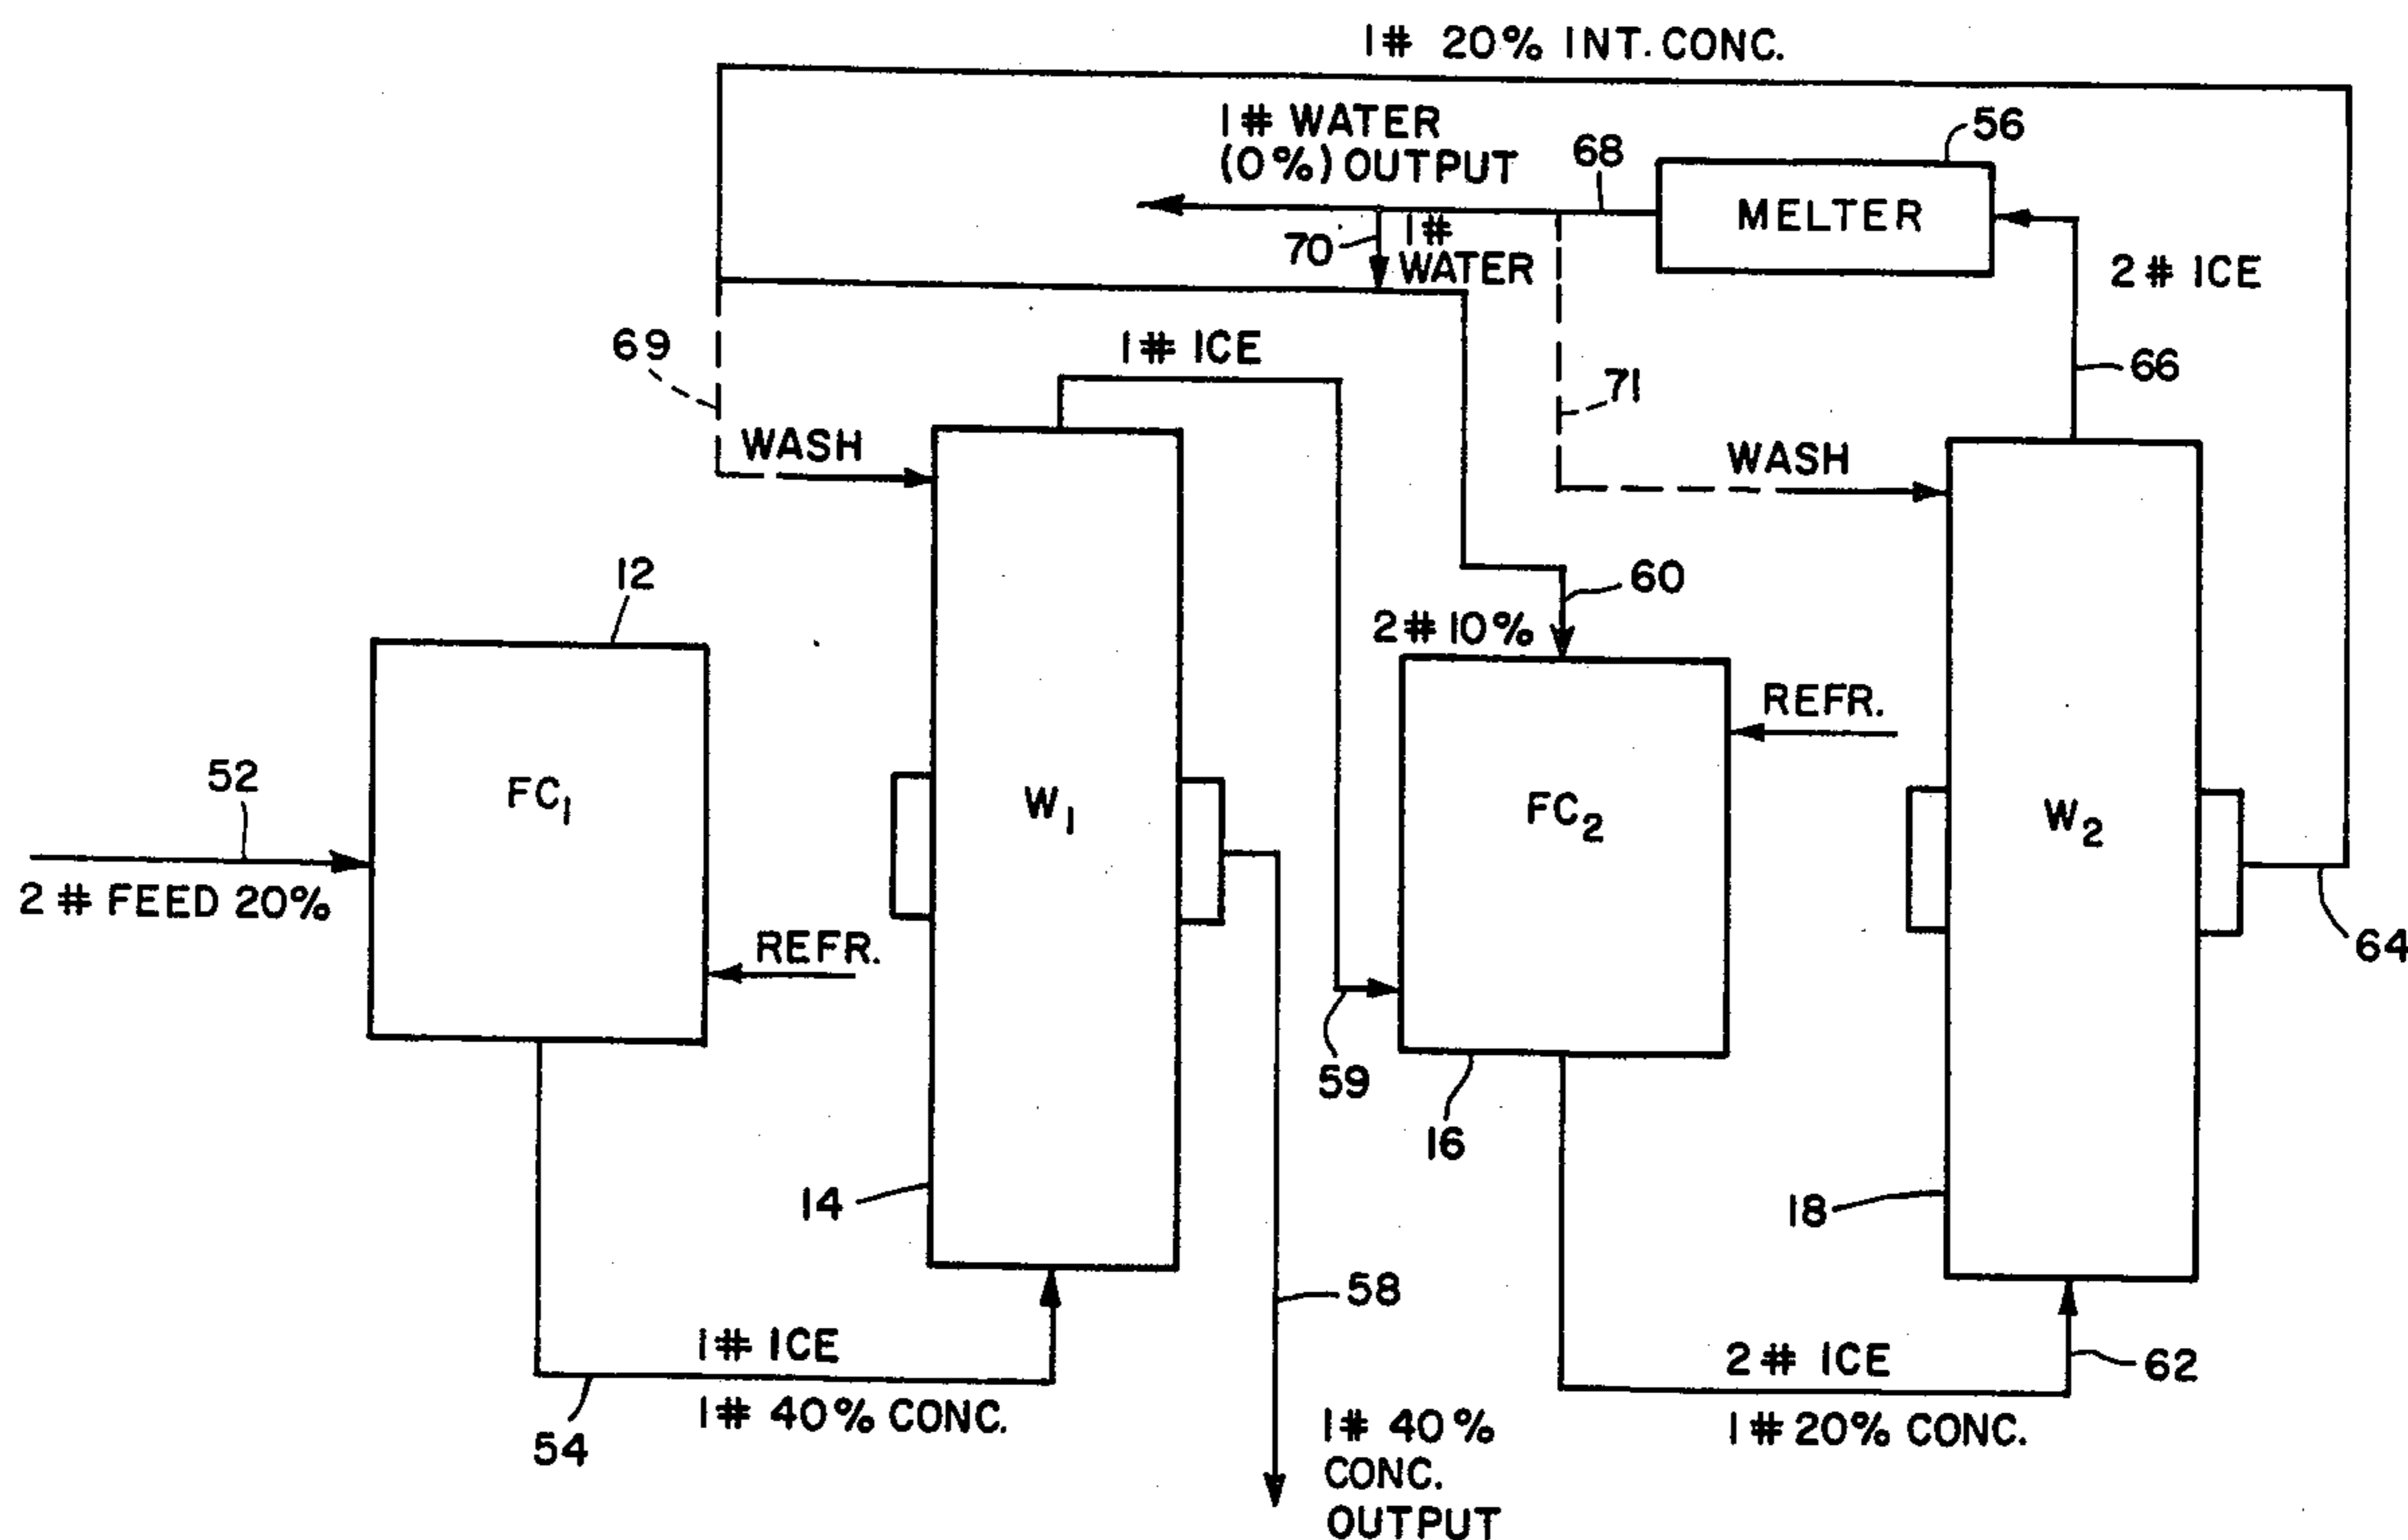 1# 20% INT. CONC.
1# WATER
(0%) OUTPUT
68
56
MELTER
70
1#
WATER
2# ICE
69
1# ICE
71
66
WASH
WASH
12
60
2# 10%
REFR.
52
FC1
W1
FC2
W2
2# FEED 20%
REFR.
64
59
16
14
18
58
1# ICE
2# ICE
62
54
1# 40% CONC.
1# 40%
CONC.
OUTPUT
1# 20% CONC.